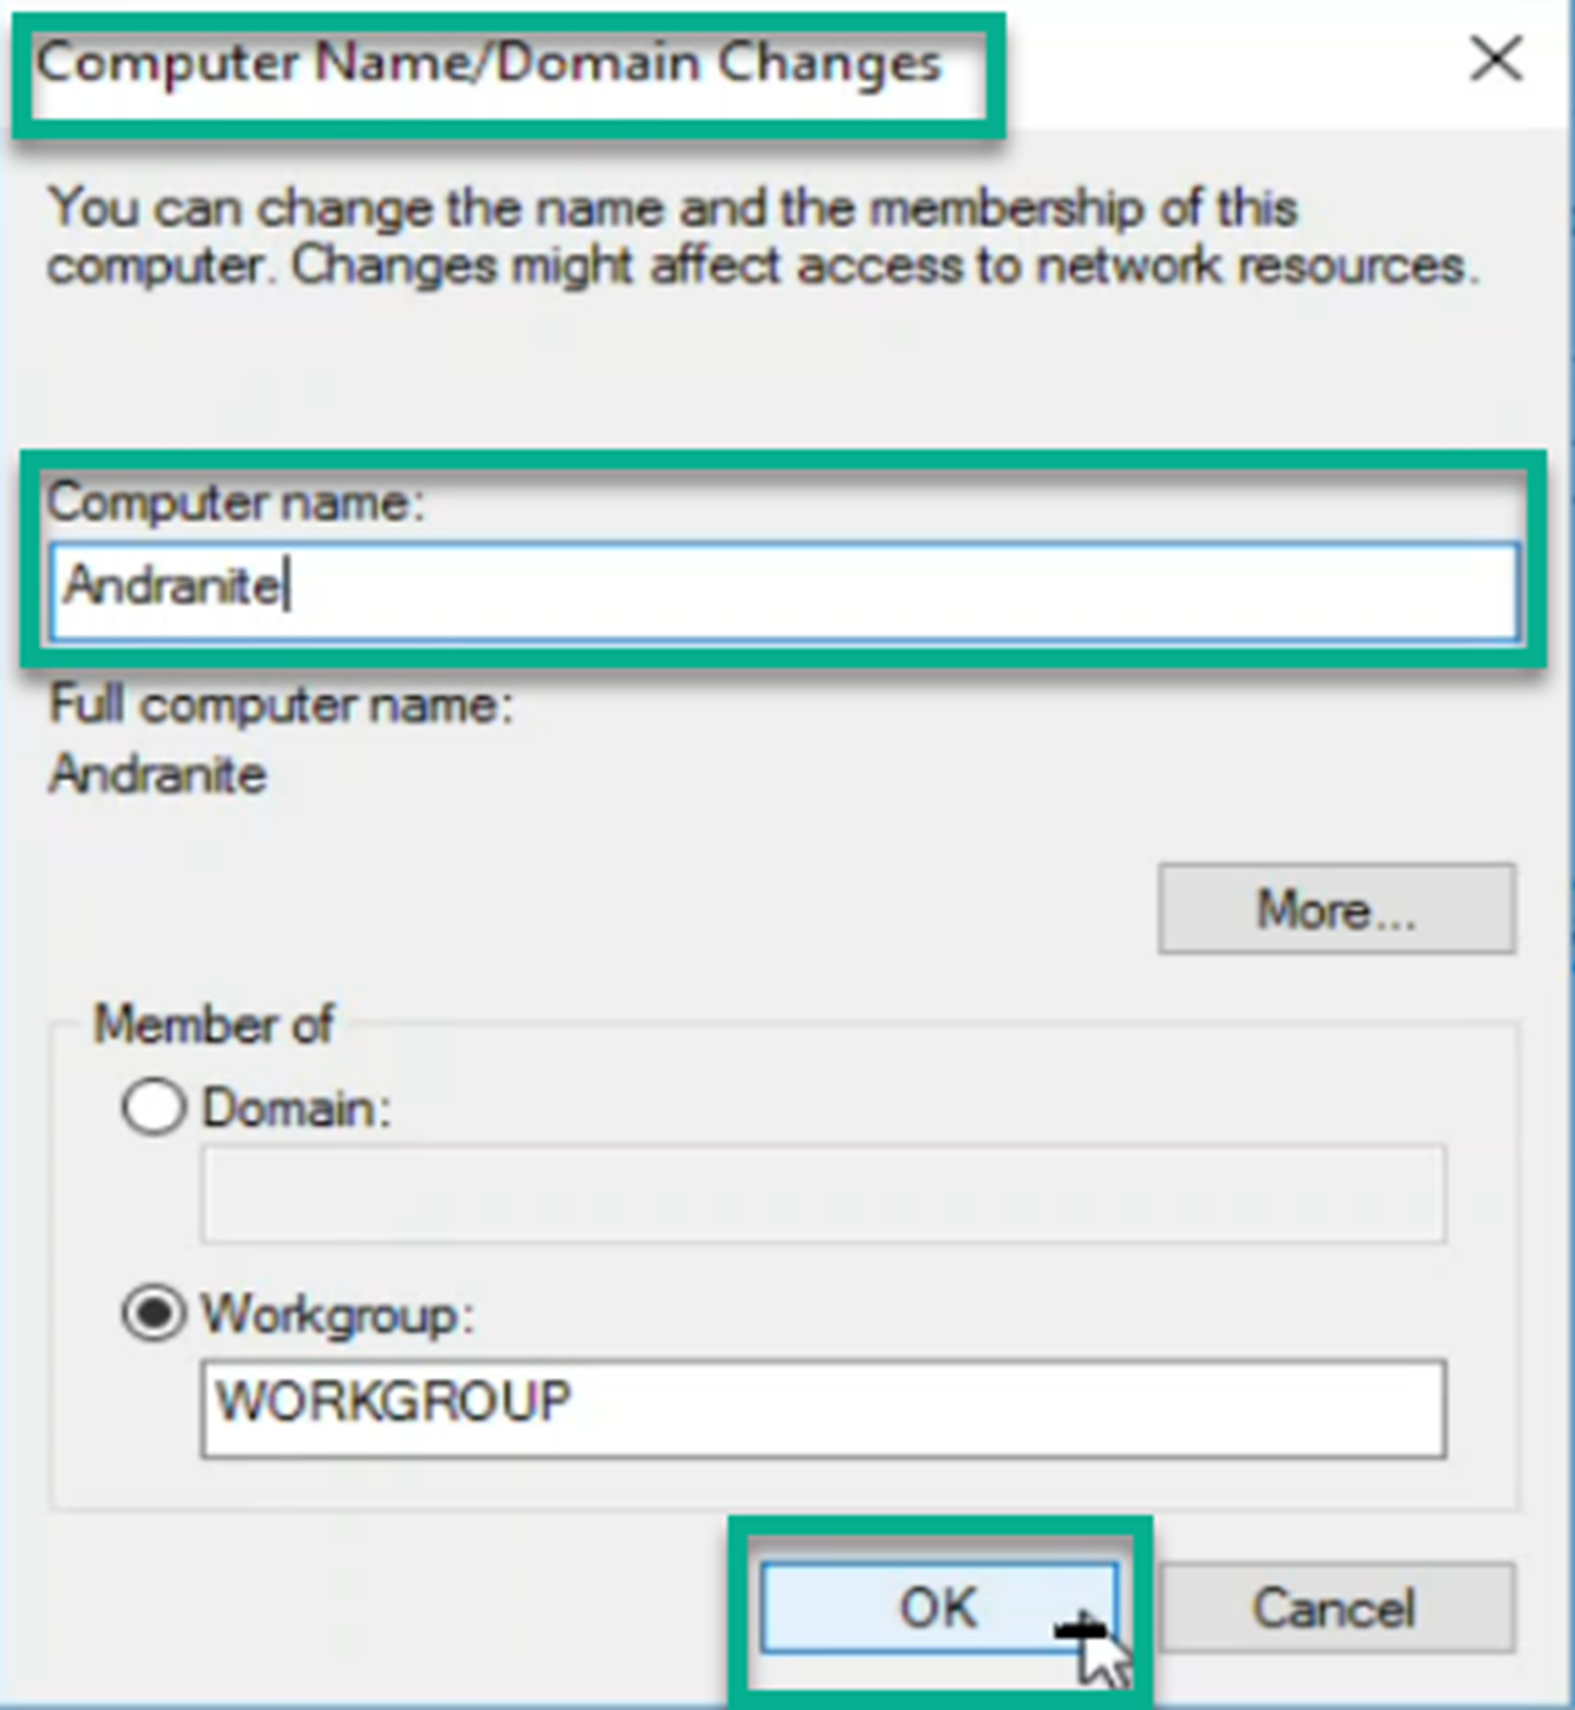 Computer Name/Domain Changes
You can change the name and the membership of this
computer. Changes might affect access to network resources.
Computer name:
Andranite
Full computer name:
Andranite
More...
Member of
Domain:
Workgroup:
WORKGROUP
OK
Cancel